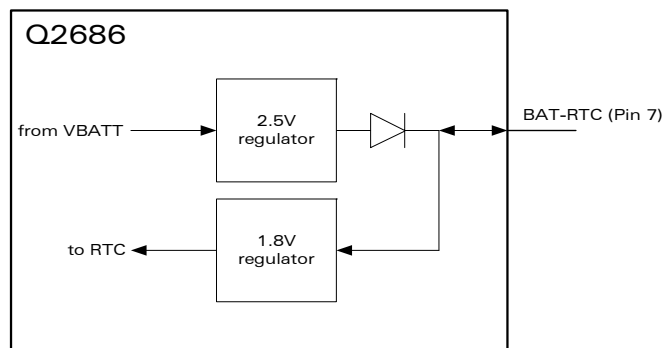 Q2686
2.5V
regulator
from VBATT
BAT-RTC (Pin 7)
1.8V
regulator
to RTC